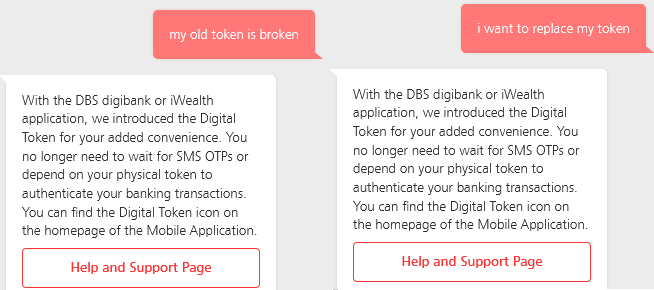 my old token is broken
With the DBS digibank or iWealth
application, we introduced the Digital
Token for your added convenience. You
no longer need to wait for SMS OTPs or
depend on your physical token to
authenticate your banking transactions.
You can find the Digital Token icon on
the homepage of the Mobile Application.
Help and Support Page
i want to replace my token
With the DBS digibank or iWealth
application, we introduced the Digital
Token for your added convenience. You
no longer need to wait for SMS OTPs or
depend on your physical token to
authenticate your banking transactions.
You can find the Digital Token icon on
the homepage of the Mobile Application.
Help and Support Page